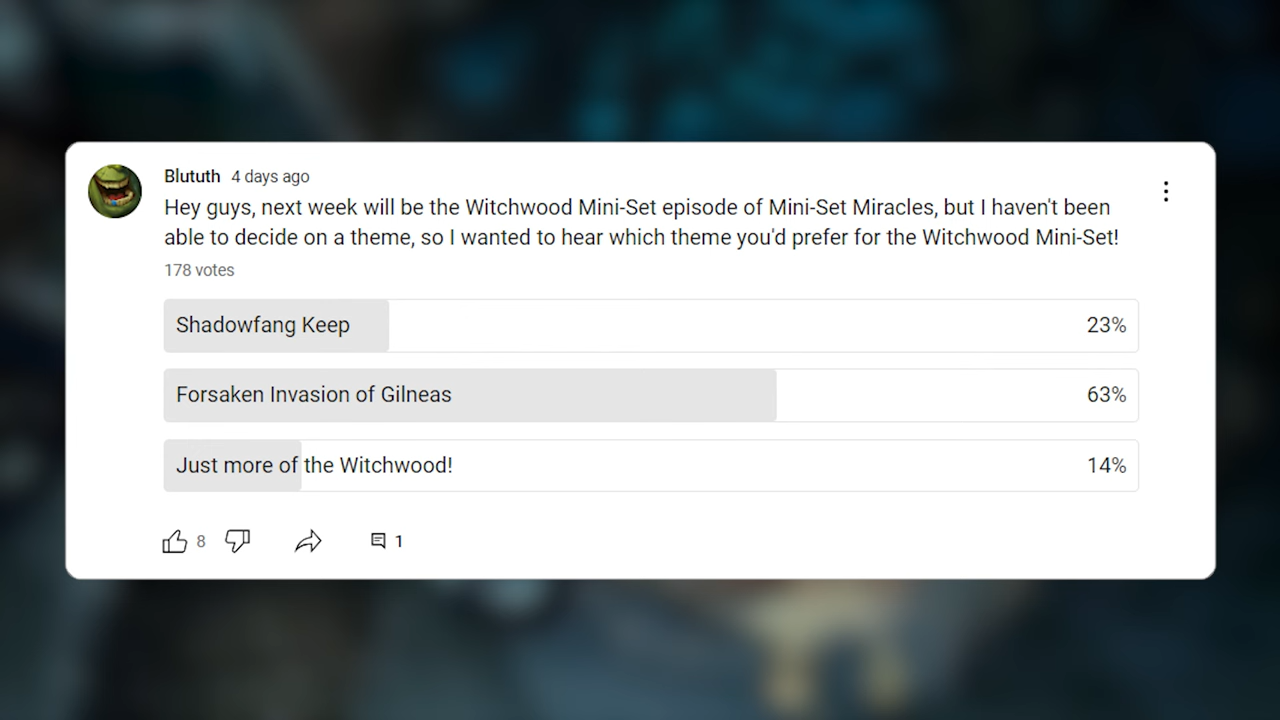 Blututh 4 days ago
Hey guys, next week will be the Witchwood Mini-Set episode of Mini-Set Miracles, but I haven't been
able to decide on a theme, so I wanted to hear which theme you'd prefer for the Witchwood Mini-Set!
178 votes
Shadowfang Keep 23%
Forsaken Invasion of Gilneas 63%
Just more of the Witchwood! 14%
8 1